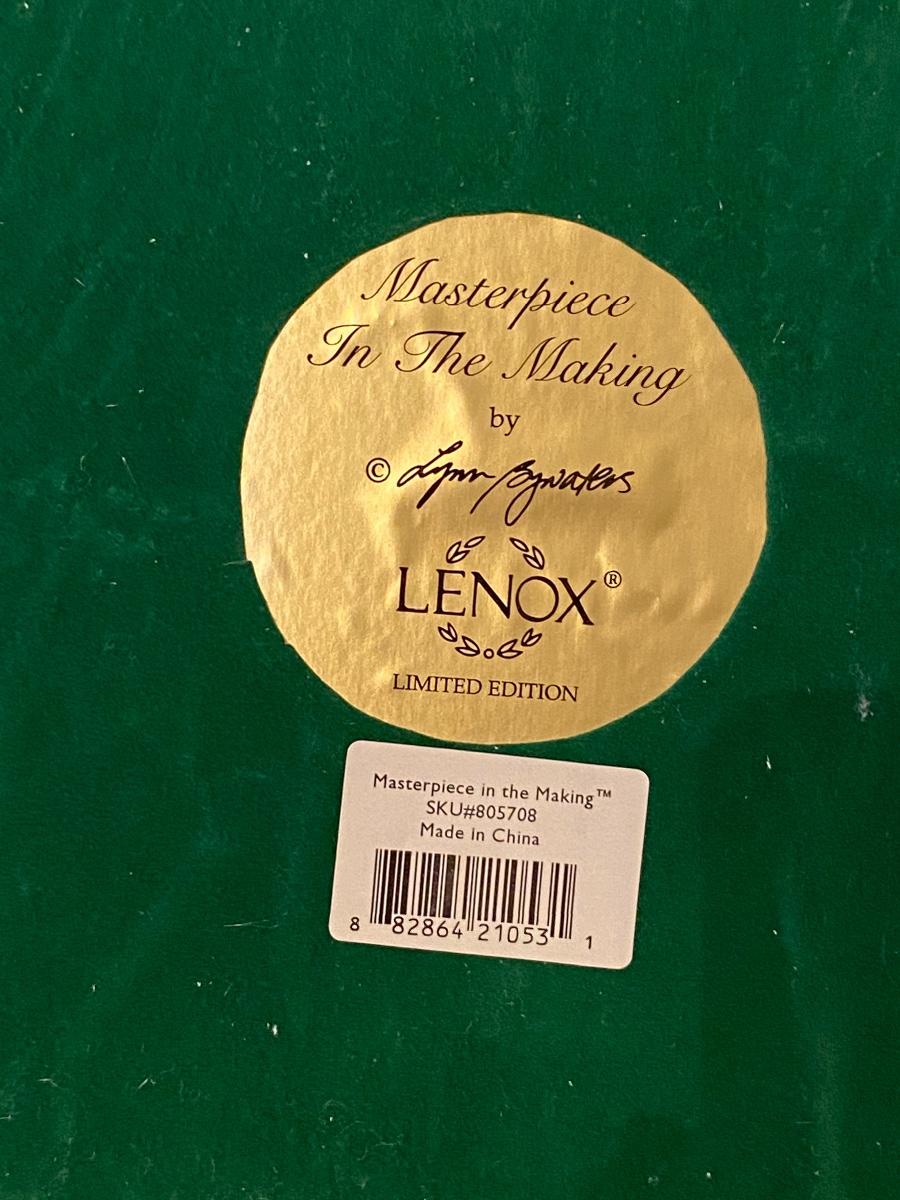 Masterpiece
In The Making
by
© Lynn Bywaters
LENOX®
LIMITED EDITION
Masterpiece in the Making™
SKU#805708
Made in China
8 82864 21053 1